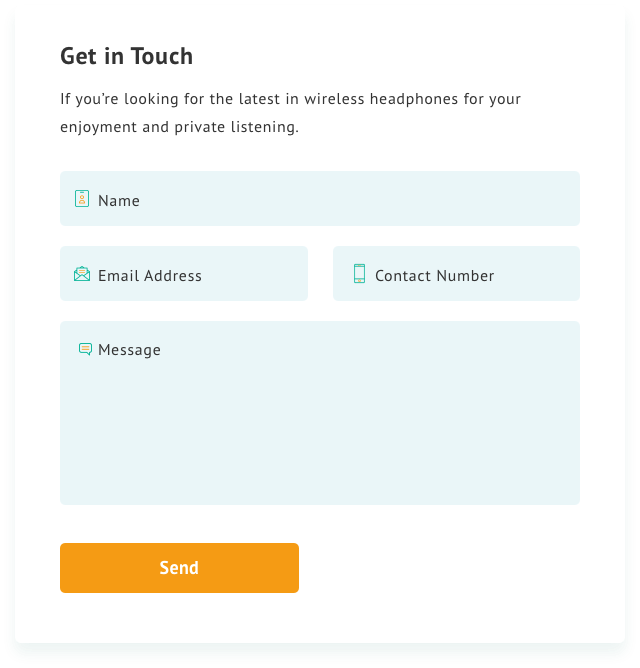 Get in Touch
If you're looking for the latest in wireless headphones for your
enjoyment and private listening.
Name
Email Address
Contact Number
Message
Send